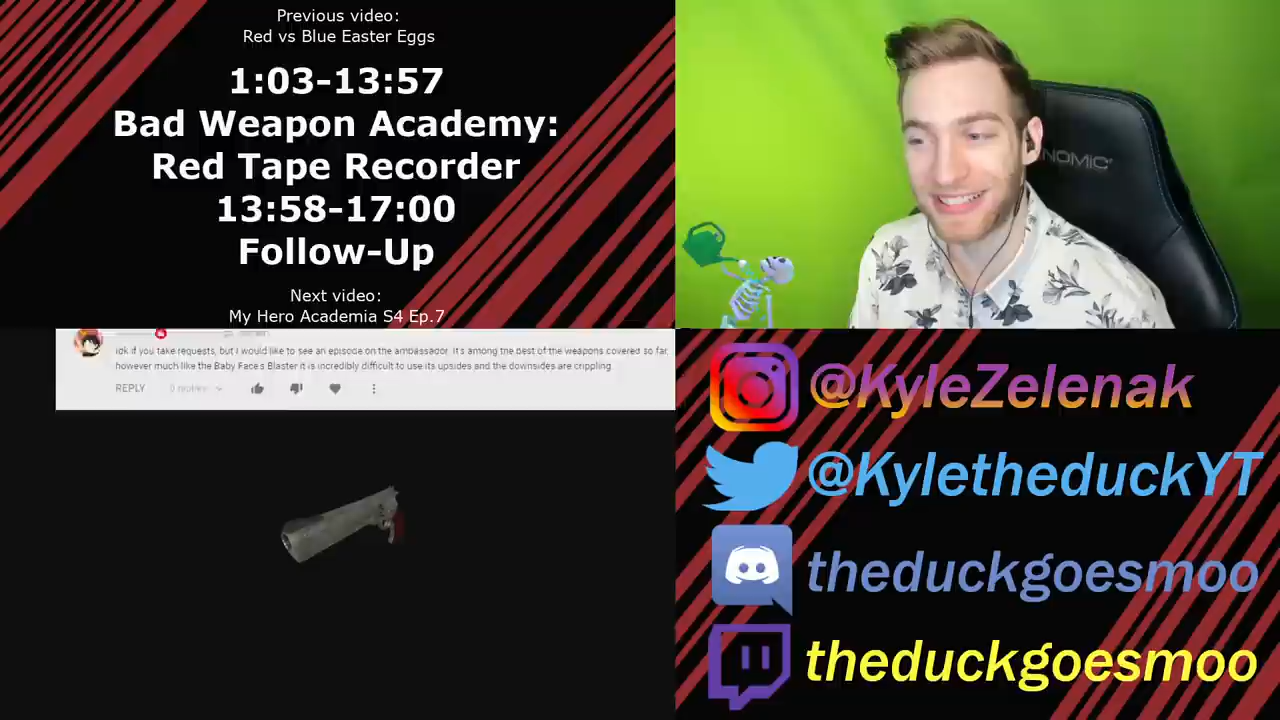 Previous video:
Red vs Blue Easter Eggs
1:03-13:57
Bad Weapon Academy:
Red Tape Recorder
13:58-17:00
Follow-Up
Next video:
My Hero Academia S4 Ep.7
NOMIC
idk if you take requests, but I would like to see an episode on the ambassador. It's among the best of the weapons covered so far,
however much like the Baby Face's Blaster it is incredibly difficult to use its upsides and the downsides are crippling.
REPLY 0 replies
@KyleZelenak
@KyletheduckYT
theduckgoesmoo
theduckgoesmoo